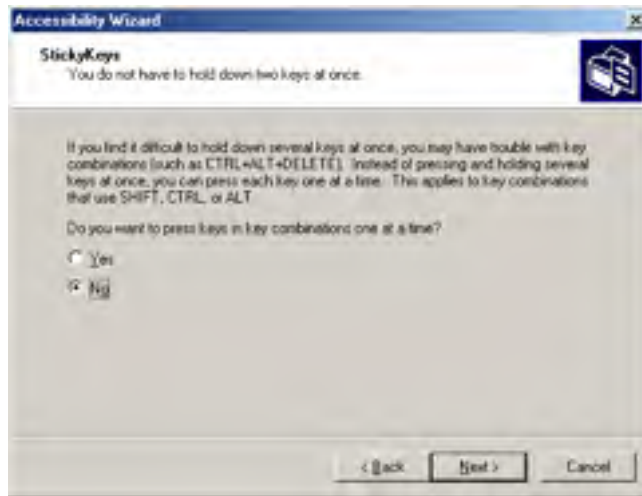 Accessibility Wizard
StickyKeys
You do not have to hold down two keys at once.
If you find it difficult to hold down several keys at once, you may have trouble with key
combinations (such as CTRL+ALT+DELETE). Instead of pressing and holding several
keys at once, you can press each key one at a time. This applies to key combinations
that use SHIFT, CTRL, or ALT
Do you want to press keys in key combinations one at a time?
Yes
No
< Back
Next >
Cancel